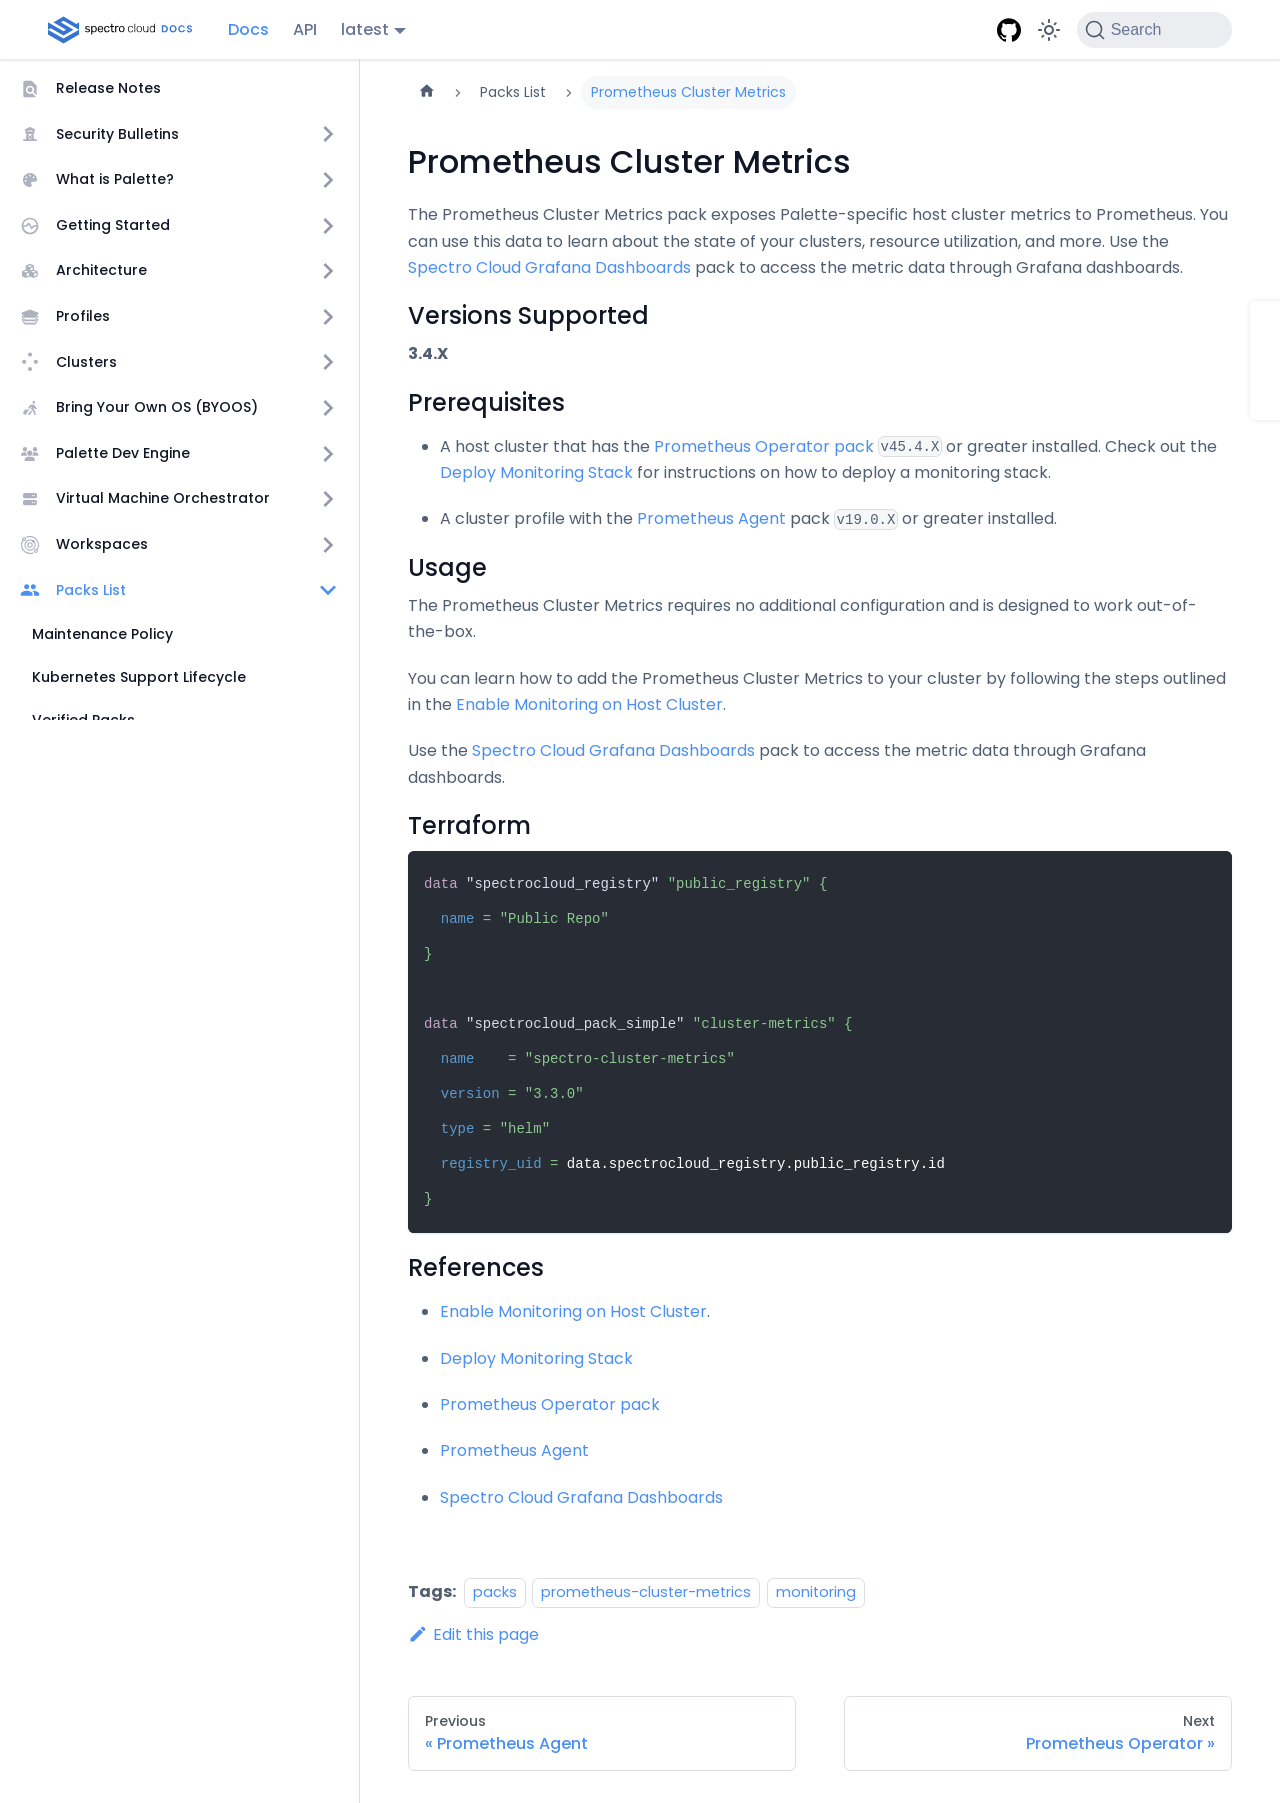 spectro cloud DOCS
Docs
API
latest
Search
Release Notes
Security Bulletins
What is Palette?
Getting Started
Architecture
Profiles
Clusters
Bring Your Own OS (BYOOS)
Palette Dev Engine
Virtual Machine Orchestrator
Workspaces
Packs List
Maintenance Policy
Kubernetes Support Lifecycle
Verified Packs
Packs List
Prometheus Cluster Metrics
Prometheus Cluster Metrics
The Prometheus Cluster Metrics pack exposes Palette-specific host cluster metrics to Prometheus. You
can use this data to learn about the state of your clusters, resource utilization, and more. Use the
Spectro Cloud Grafana Dashboards pack to access the metric data through Grafana dashboards.
Versions Supported
3.4.X
Prerequisites
A host cluster that has the Prometheus Operator pack v45.4.X or greater installed. Check out the
Deploy Monitoring Stack for instructions on how to deploy a monitoring stack.
A cluster profile with the Prometheus Agent pack v19.0.X or greater installed.
Usage
The Prometheus Cluster Metrics requires no additional configuration and is designed to work out-of-
the-box.
You can learn how to add the Prometheus Cluster Metrics to your cluster by following the steps outlined
in the Enable Monitoring on Host Cluster.
Use the Spectro Cloud Grafana Dashboards pack to access the metric data through Grafana
dashboards.
Terraform
data "spectrocloud_registry" "public_registry" {
name = "Public Repo"
}
data "spectrocloud_pack_simple" "cluster-metrics" {
name    = "spectro-cluster-metrics"
version = "3.3.0"
type = "helm"
registry_uid = data.spectrocloud_registry.public_registry.id
}
References
Enable Monitoring on Host Cluster.
Deploy Monitoring Stack
Prometheus Operator pack
Prometheus Agent
Spectro Cloud Grafana Dashboards
Tags: packs prometheus-cluster-metrics monitoring
Edit this page
Previous
« Prometheus Agent
Next
Prometheus Operator »